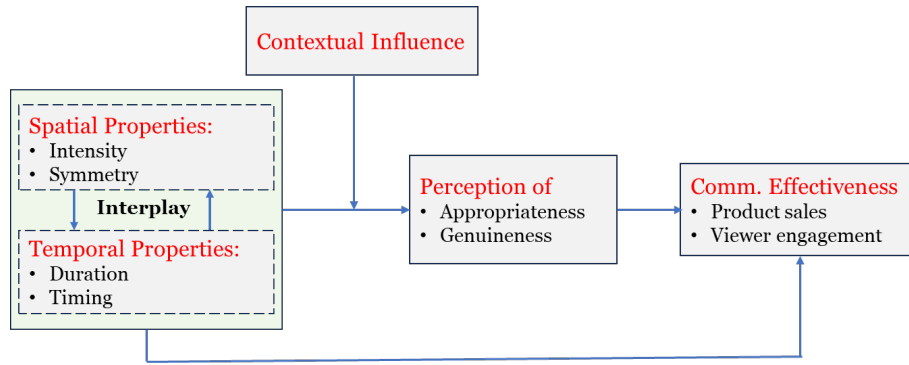 Contextual Influence
Spatial Properties:
• Intensity
• Symmetry
Interplay
Temporal Properties:
• Duration
• Timing
Perception of
• Appropriateness
• Genuineness
Comm. Effectiveness
• Product sales
• Viewer engagement